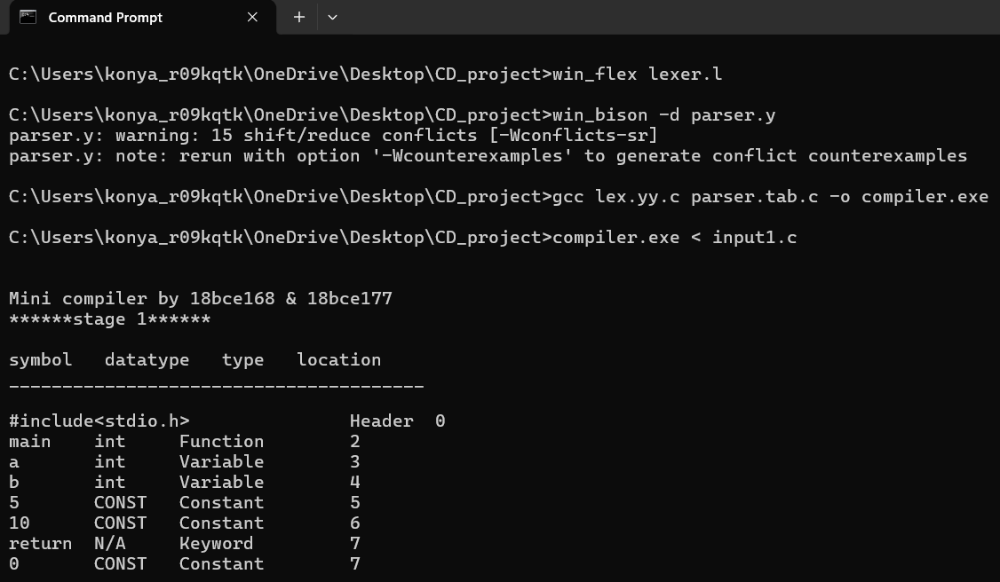 Command Prompt
C:\Users\konya_r09kqtk\OneDrive\Desktop\CD_project>win_flex lexer.l
C:\Users\konya_r09kqtk\OneDrive\Desktop\CD_project>win_bison -d parser.y
parser.y: warning: 15 shift/reduce conflicts [-Wconflicts-sr]
parser.y: note: rerun with option '-Wcounterexamples' to generate conflict counterexamples
C:\Users\konya_r09kqtk\OneDrive\Desktop\CD_project>gcc lex.yy.c parser.tab.c -o compiler.exe
C:\Users\konya_r09kqtk\OneDrive\Desktop\CD_project>compiler.exe < input1.c
Mini compiler by 18bce168 & 18bce177
******stage 1******
symbol   datatype   type   location
_______________________________________
#include<stdio.h>               Header  0
main    int     Function        2
a       int     Variable        3
b       int     Variable        4
5       CONST   Constant        5
10      CONST   Constant        6
return  N/A     Keyword         7
0       CONST   Constant        7